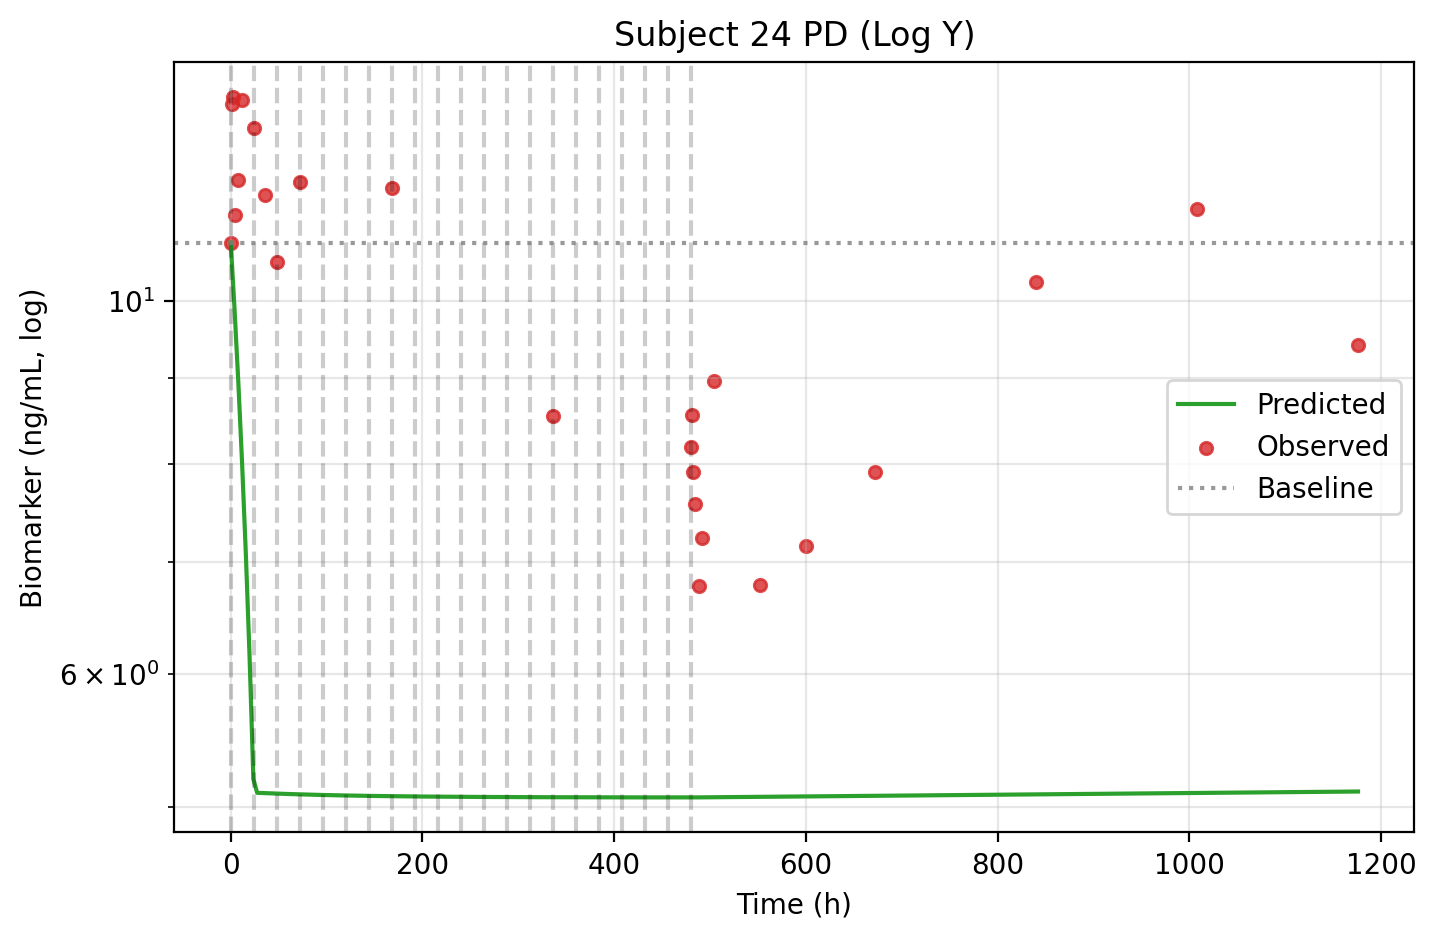 Subject 24 PD (Log Y)
Biomarker (ng/mL, log)
10¹
6 × 10⁰
Predicted
Observed
Baseline
0 200 400 600 800 1000 1200
Time (h)